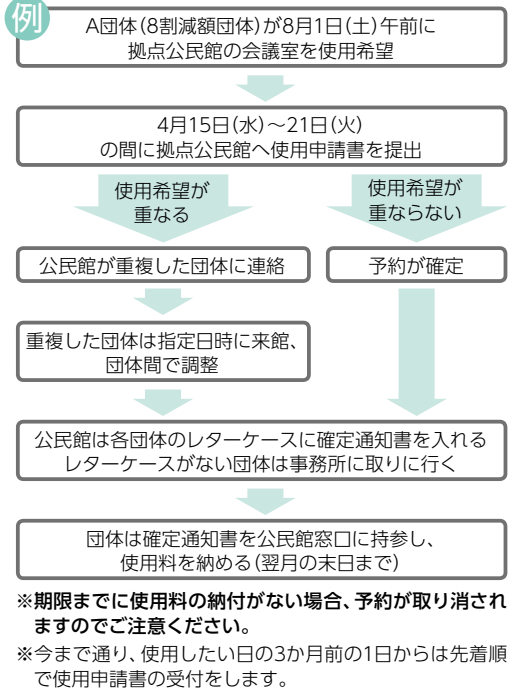 例
A団体(8割減額団体)が8月1日(土)午前に
拠点公民館の会議室を使用希望
4月15日(水)～21日(火)
の間に拠点公民館へ使用申請書を提出
使用希望が
重なる
使用希望が
重ならない
公民館が重複した団体に連絡
予約が確定
重複した団体は指定日時に来館、
団体間で調整
公民館は各団体のレターケースに確定通知書を入れる
レターケースがない団体は事務所に取りに行く
団体は確定通知書を公民館窓口に持参し、
使用料を納める(翌月の末日まで)
※期限までに使用料の納付がない場合、予約が取り消され
ますのでご注意ください。
※今まで通り、使用したい日の3か月前の1日からは先着順
で使用申請書の受付をします。